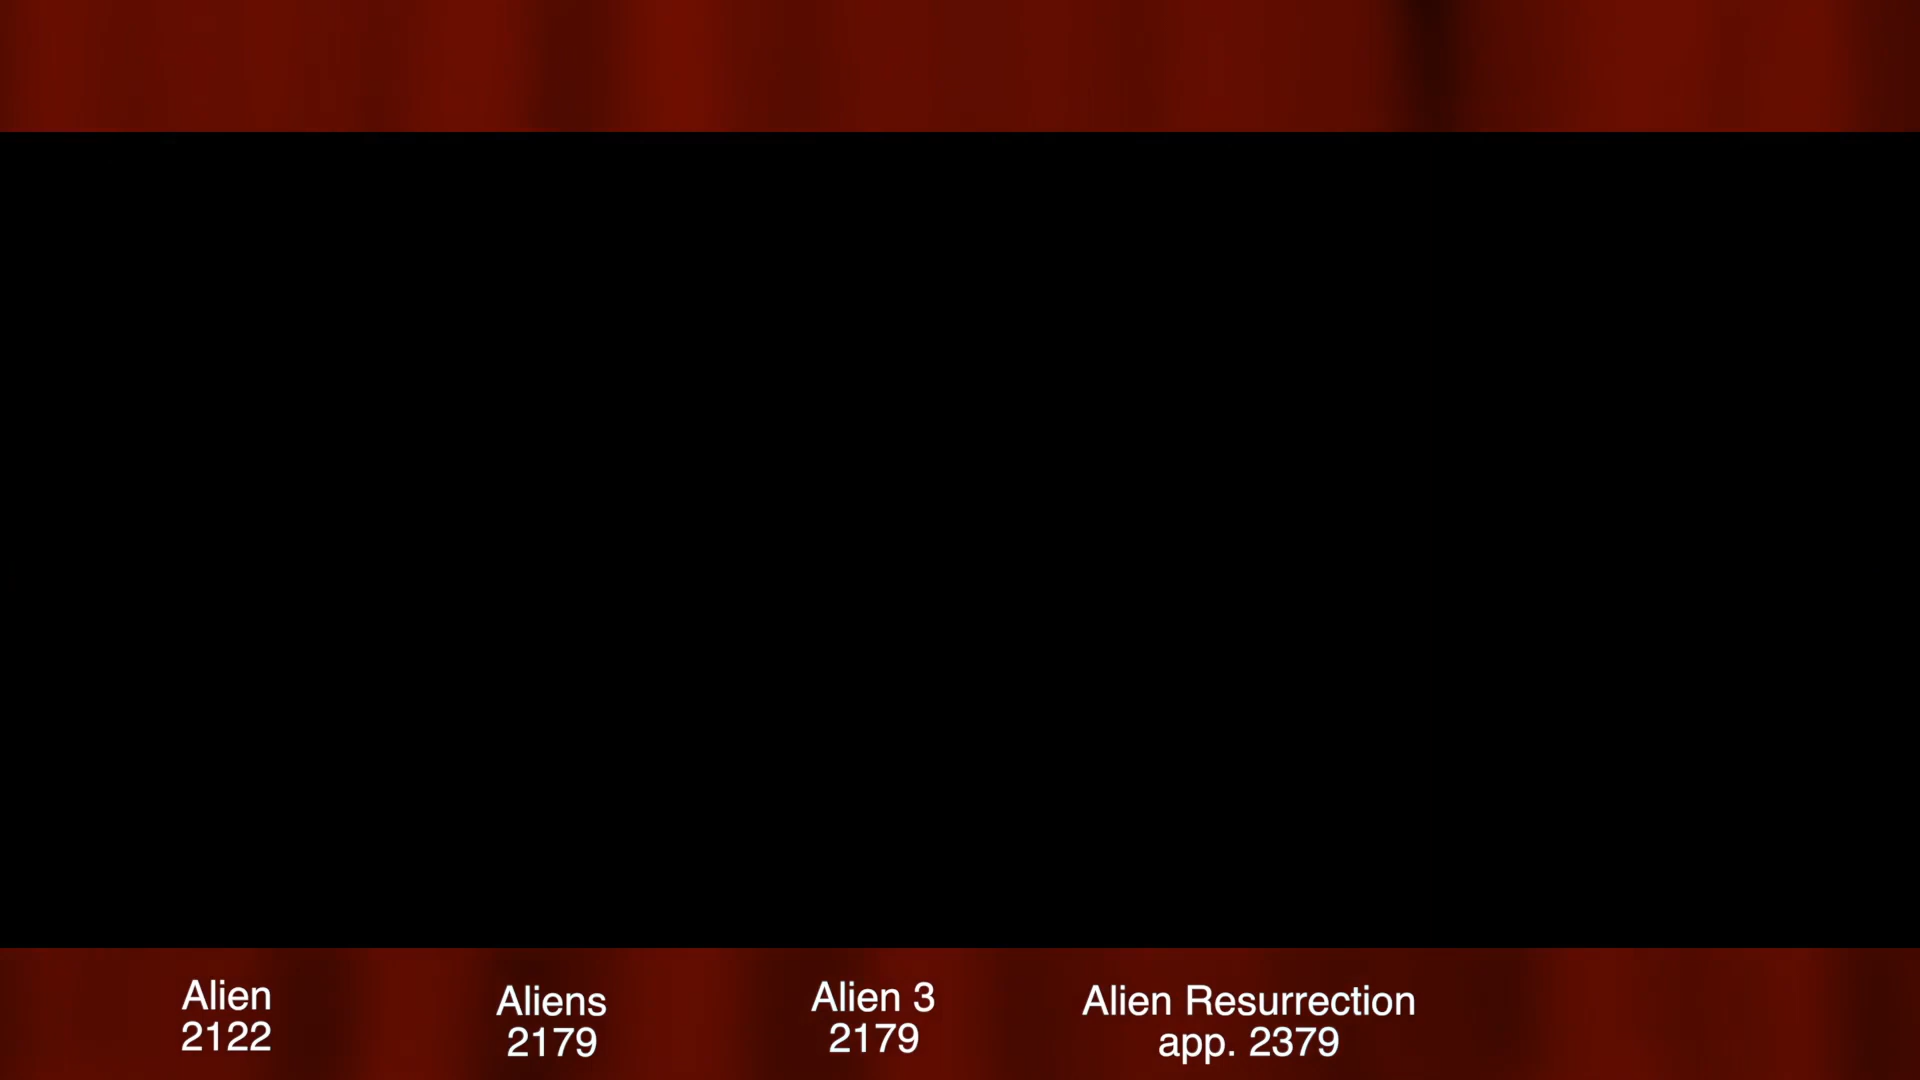 Alien
2122
Aliens
2179
Alien 3
2179
Alien Resurrection
app. 2379